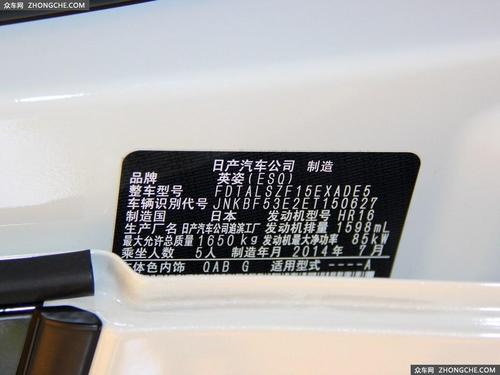 众车网 ZHONGCHE.COM
日产汽车公司 制造
品牌 英姿(ESQ)
整车型号 FDTALSZF15EXADE5
车辆识别代号 JNKBF53E2ET150627
制造国 日本 发动机型号 HR16
生产厂名 日产汽车公司追滨工厂 发动机排量 1598mL
最大允许总质量 1650kg 发动机最大净功率 85kW
乘坐人数 5人 制造年月 2014年 7月
体色内饰 QAB G 适用型式 ----A
众车网 ZHONGCHE.COM